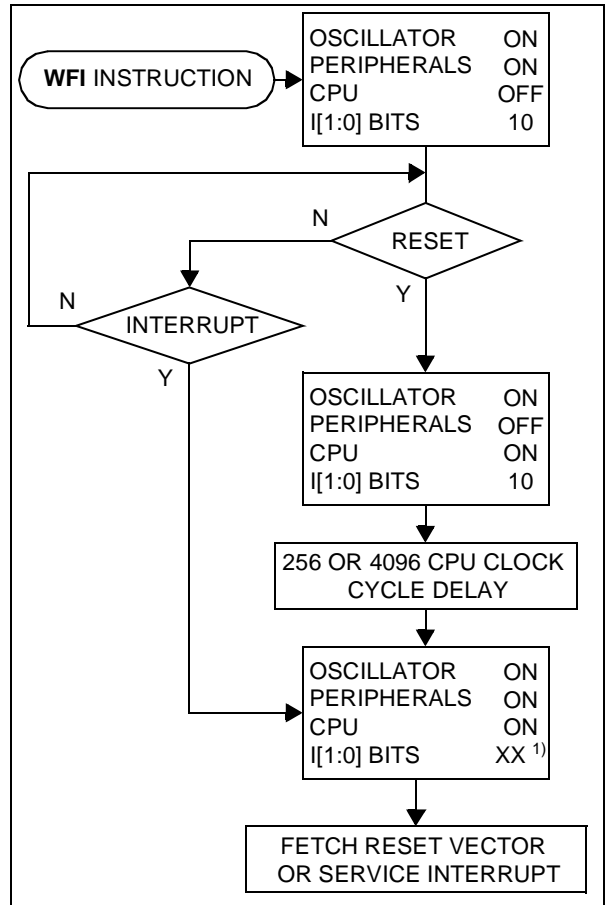 WFI INSTRUCTION
OSCILLATOR ON
PERIPHERALS ON
CPU OFF
I[1:0] BITS 10
N
RESET
Y
N
INTERRUPT
Y
OSCILLATOR ON
PERIPHERALS OFF
CPU ON
I[1:0] BITS 10
256 OR 4096 CPU CLOCK
CYCLE DELAY
OSCILLATOR ON
PERIPHERALS ON
CPU ON
I[1:0] BITS XX 1)
FETCH RESET VECTOR
OR SERVICE INTERRUPT